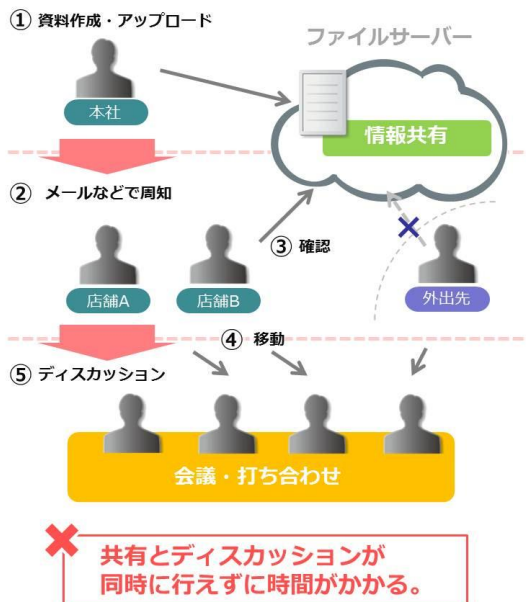 ① 資料作成・アップロード
ファイルサーバー
本社
情報共有
② メールなどで周知
③ 確認
店舗A
店舗B
外出先
④ 移動
⑤ ディスカッション
会議・打ち合わせ
共有とディスカッションが
同時に行えずに時間がかかる。